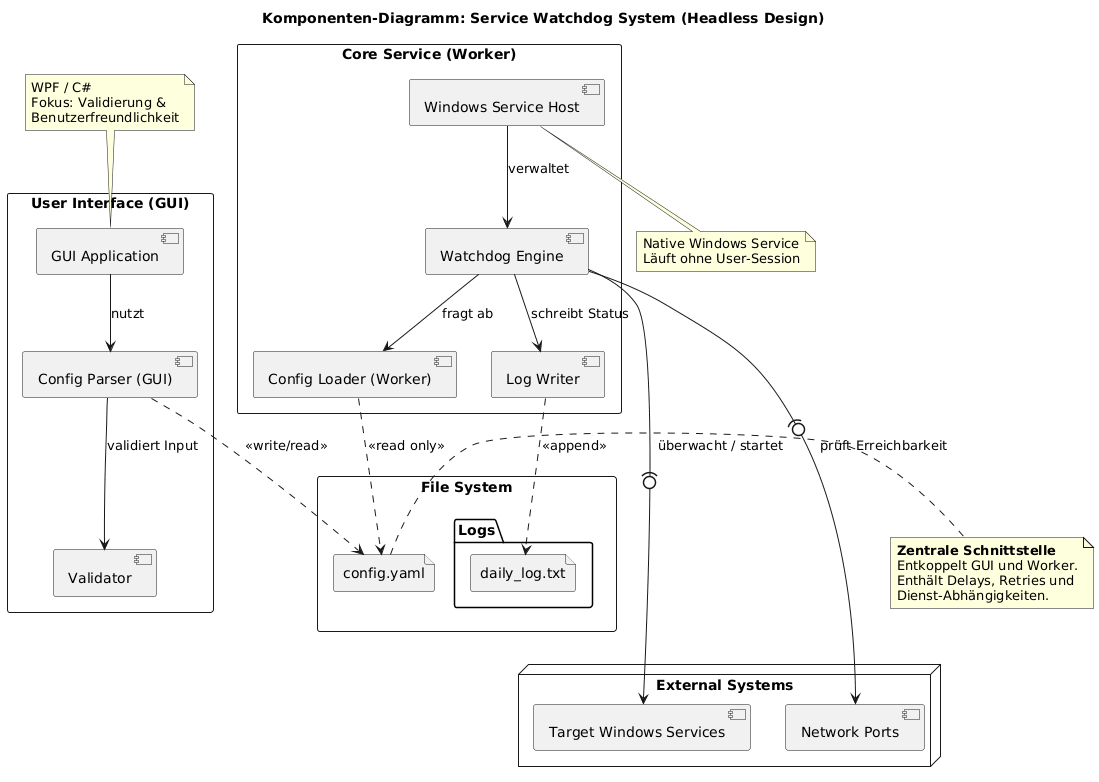 Komponenten-Diagramm: Service Watchdog System (Headless Design)
Core Service (Worker)
Windows Service Host
WPF / C#
Fokus: Validierung &
Benutzerfreundlichkeit
verwaltet
User Interface (GUI)
GUI Application
Watchdog Engine
Native Windows Service
Läuft ohne User-Session
nutzt
fragt ab
schreibt Status
Config Parser (GUI)
Config Loader (Worker)
Log Writer
validiert Input
«write/read»
«read only»
«append»
überwacht / startet
prüft Erreichbarkeit
File System
Logs
config.yaml
daily_log.txt
Validator
Zentrale Schnittstelle
Entkoppelt GUI und Worker.
Enthält Delays, Retries und
Dienst-Abhängigkeiten.
External Systems
Target Windows Services
Network Ports